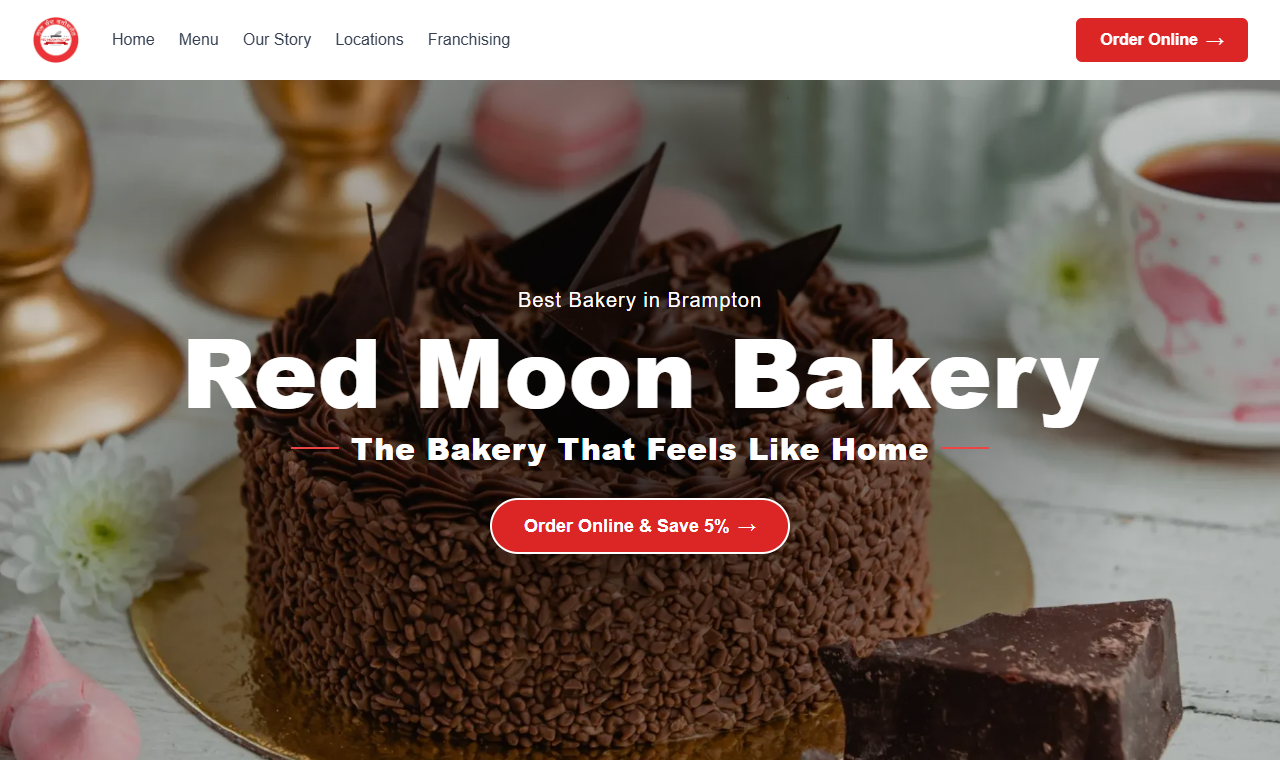 Home
Menu
Our Story
Locations
Franchising
Order Online →
Best Bakery in Brampton
Red Moon Bakery
The Bakery That Feels Like Home
Order Online & Save 5% →